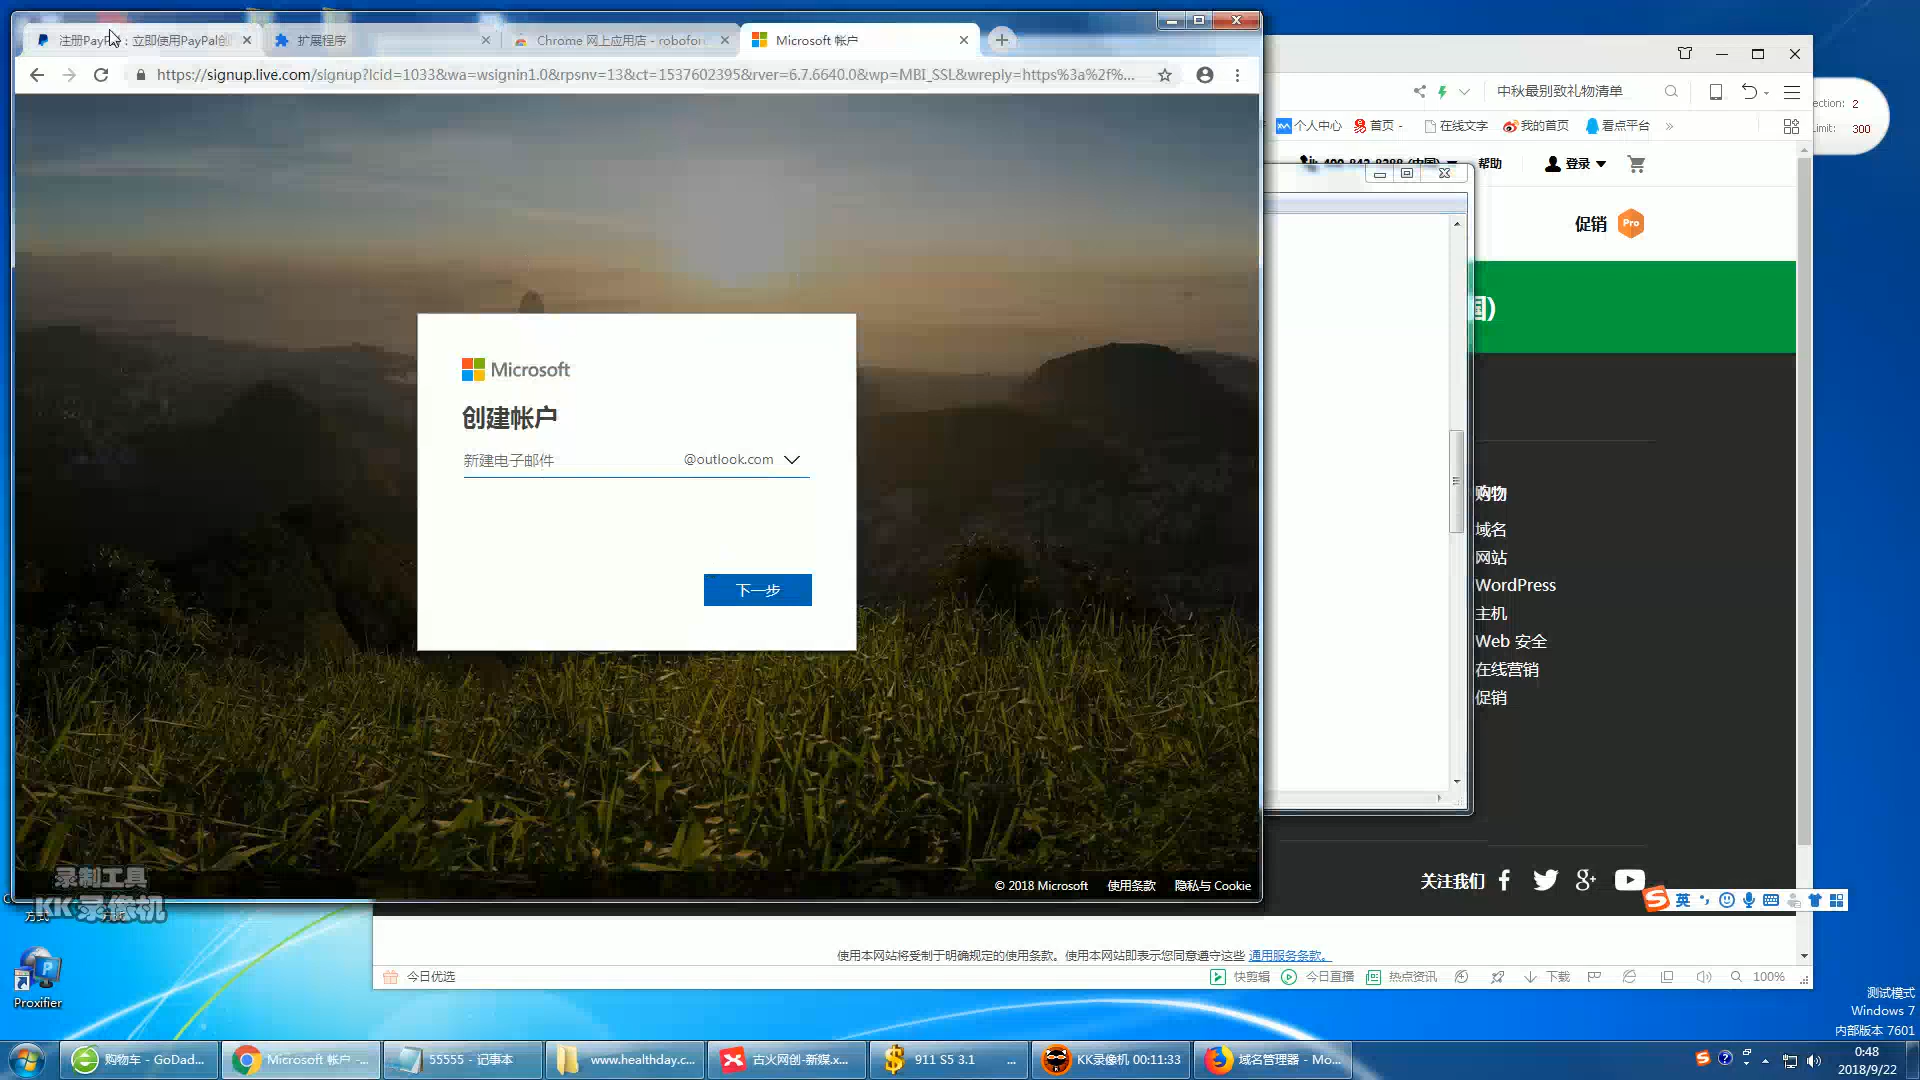 注册PayPal：立即使用PayPal创
扩展程序
Chrome 网上应用店 - robofor
Microsoft 帐户
https://signup.live.com/signup?lcid=1033&wa=wsignin1.0&rpsnv=13&ct=1537602395&rver=6.7.6640.0&wp=MBI_SSL&wreply=https%3a%2f%...
Microsoft
创建帐户
新建电子邮件
@outlook.com
下一步
© 2018 Microsoft
使用条款
隐私与 Cookie
中秋最别致礼物清单
ection: 2
imit: 300
个人中心
首页
在线文字
我的首页
看点平台
»
400-842-8288 (中国)
帮助
登录
促销
Pro
国)
购物
域名
网站
WordPress
主机
Web 安全
在线营销
促销
关注我们
英
录制工具
KK录像机
方式
Proxifier
使用本网站将受制于明确规定的使用条款。使用本网站即表示您同意遵守这些 通用服务条款。
今日优选
快剪辑
今日直播
热点资讯
下载
100%
测试模式
Windows 7
内部版本 7601
购物车 - GoDad...
Microsoft 帐户 -...
55555 - 记事本
www.healthday.c...
古火网创-新媒.x...
911 S5 3.1 ...
KK录像机 00:11:33
域名管理器 - Mo...
0:48
2018/9/22